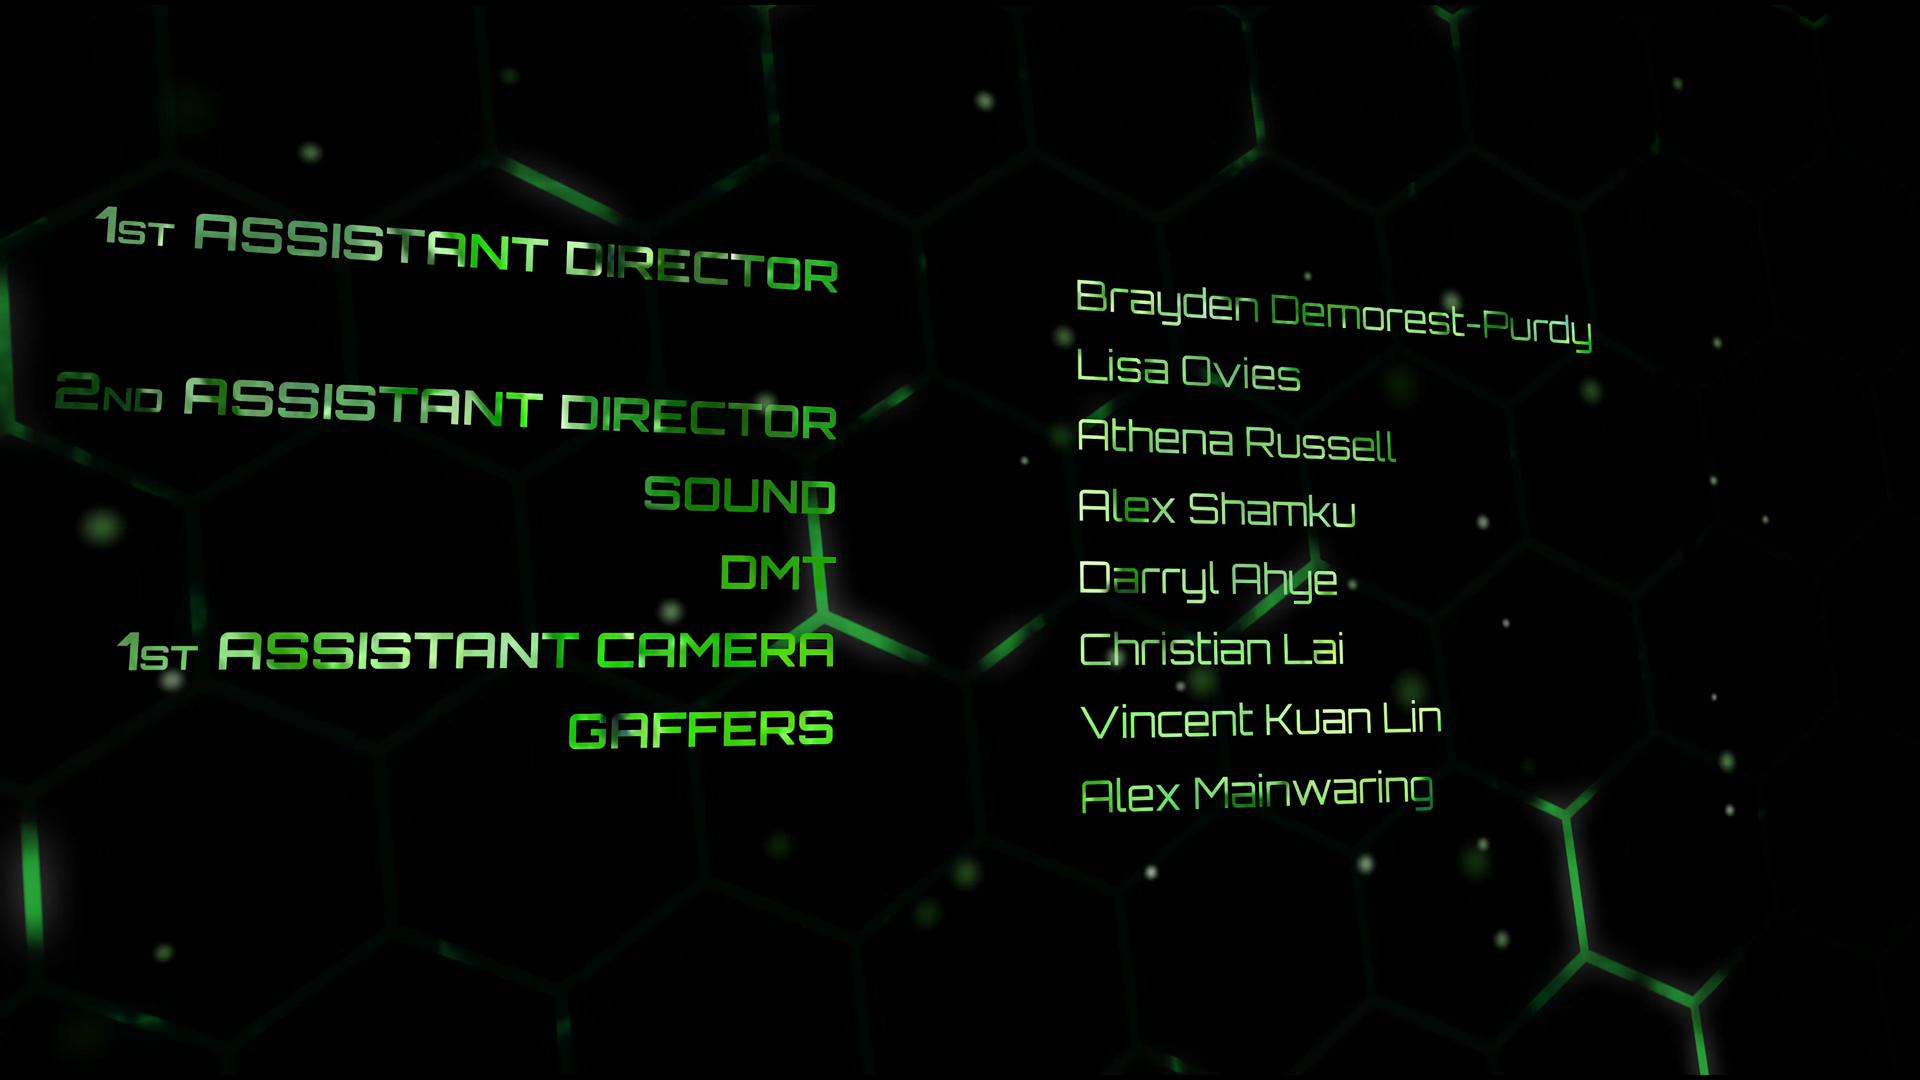 1st Assistant Director
Brayden Demorest-Purdy
Lisa Ovies
2nd Assistant Director
Athena Russell
Sound
Alex Shamku
DMT
Darryl Ahye
1st Assistant Camera
Christian Lai
Gaffers
Vincent Kuan Lin
Alex Mainwaring